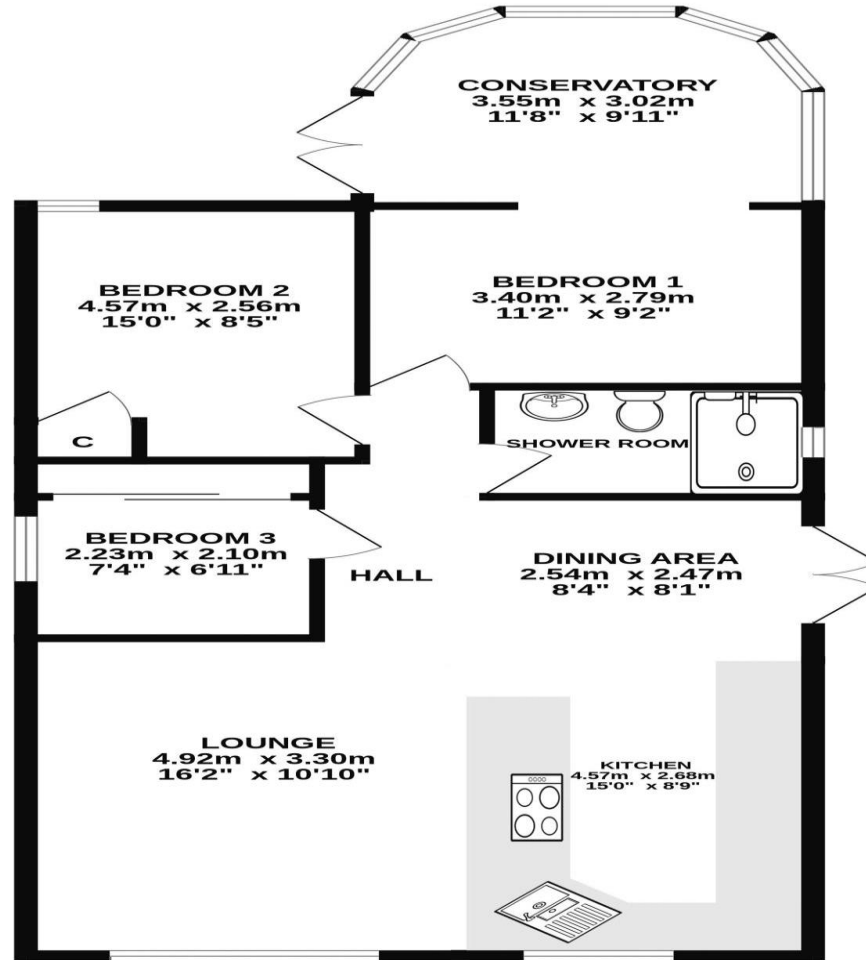 CONSERVATORY
3.55m x 3.02m
11'8" x 9'11"
BEDROOM 2
4.57m x 2.56m
15'0" x 8'5"
BEDROOM 1
3.40m x 2.79m
11'2" x 9'2"
C
SHOWER ROOM
BEDROOM 3
2.23m x 2.10m
7'4" x 6'11"
HALL
DINING AREA
2.54m x 2.47m
8'4" x 8'1"
LOUNGE
4.92m x 3.30m
16'2" x 10'10"
KITCHEN
4.57m x 2.68m
15'0" x 8'9"